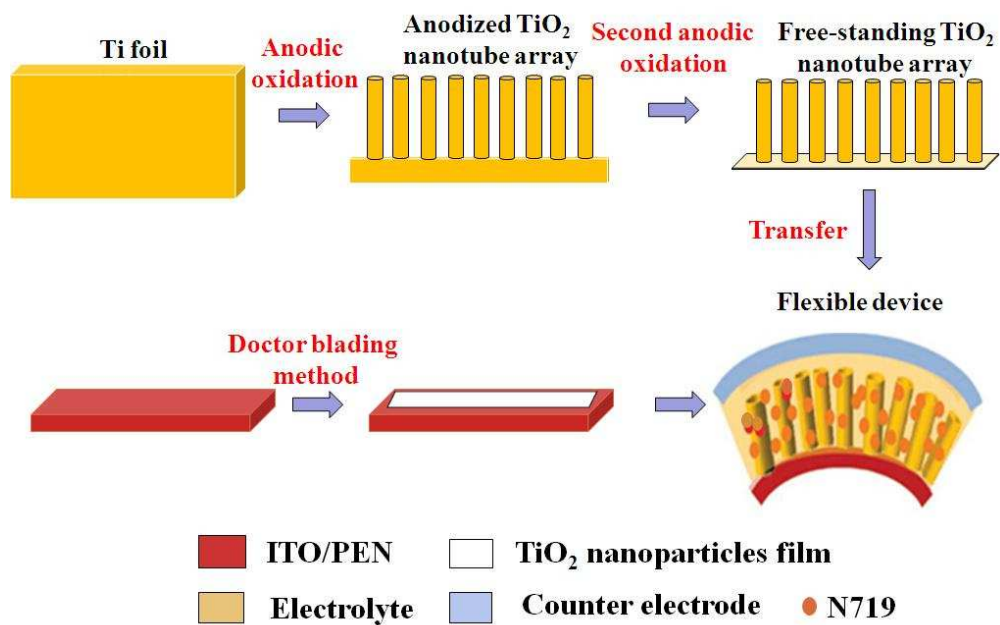 Ti foil
Anodic
oxidation
Anodized TiO₂
nanotube array
Second anodic
oxidation
Free-standing TiO₂
nanotube array
Transfer
Flexible device
Doctor blading
method
ITO/PEN
TiO₂ nanoparticles film
Electrolyte
Counter electrode
N719